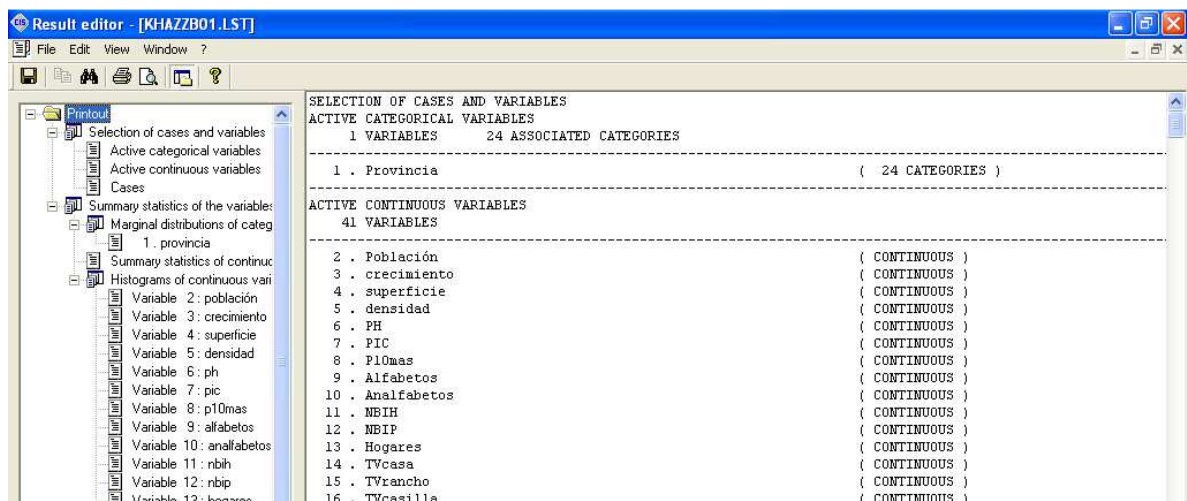 Result editor - [KHAZZB01.LST]
File Edit View Window ?
Printout
Selection of cases and variables
Active categorical variables
Active continuous variables
Cases
Summary statistics of the variables
Marginal distributions of categ
1 . provincia
Summary statistics of continuc
Histograms of continuous vari
Variable 2 : población
Variable 3 : crecimiento
Variable 4 : superficie
Variable 5 : densidad
Variable 6 : ph
Variable 7 : pic
Variable 8 : p10mas
Variable 9 : alfabetos
Variable 10 : analfabetos
Variable 11 : nbih
Variable 12 : nbip
Variable 13 : hogares
SELECTION OF CASES AND VARIABLES
ACTIVE CATEGORICAL VARIABLES
1 VARIABLES 24 ASSOCIATED CATEGORIES
1 . Provincia ( 24 CATEGORIES )
ACTIVE CONTINUOUS VARIABLES
41 VARIABLES
2 . Población ( CONTINUOUS )
3 . crecimiento ( CONTINUOUS )
4 . superficie ( CONTINUOUS )
5 . densidad ( CONTINUOUS )
6 . PH ( CONTINUOUS )
7 . PIC ( CONTINUOUS )
8 . P10mas ( CONTINUOUS )
9 . Alfabetos ( CONTINUOUS )
10 . Analfabetos ( CONTINUOUS )
11 . NBIH ( CONTINUOUS )
12 . NBIP ( CONTINUOUS )
13 . Hogares ( CONTINUOUS )
14 . TVcasa ( CONTINUOUS )
15 . TVrancho ( CONTINUOUS )
16 . TVcasilla ( CONTINUOUS )